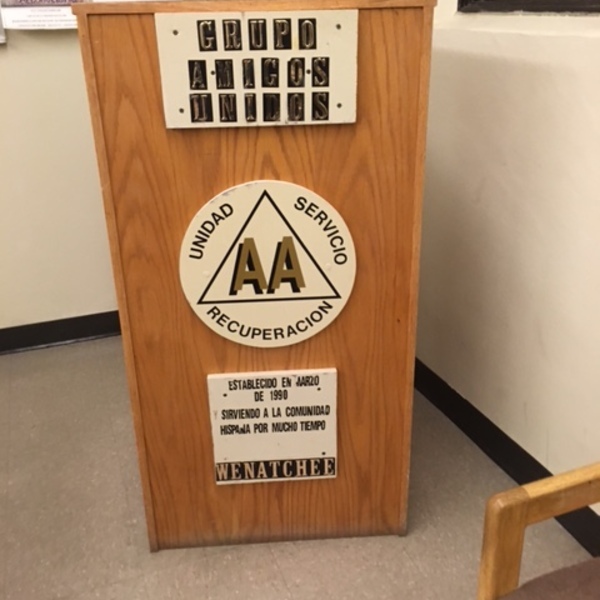 GRUPO
AMIGOS
UNIDOS
UNIDAD SERVICIO
AA
RECUPERACION
ESTABLECIDO EN MARZO
DE 1990
Y SIRVIENDO A LA COMUNIDAD
HISPANA POR MUCHO TIEMPO
WENATCHEE